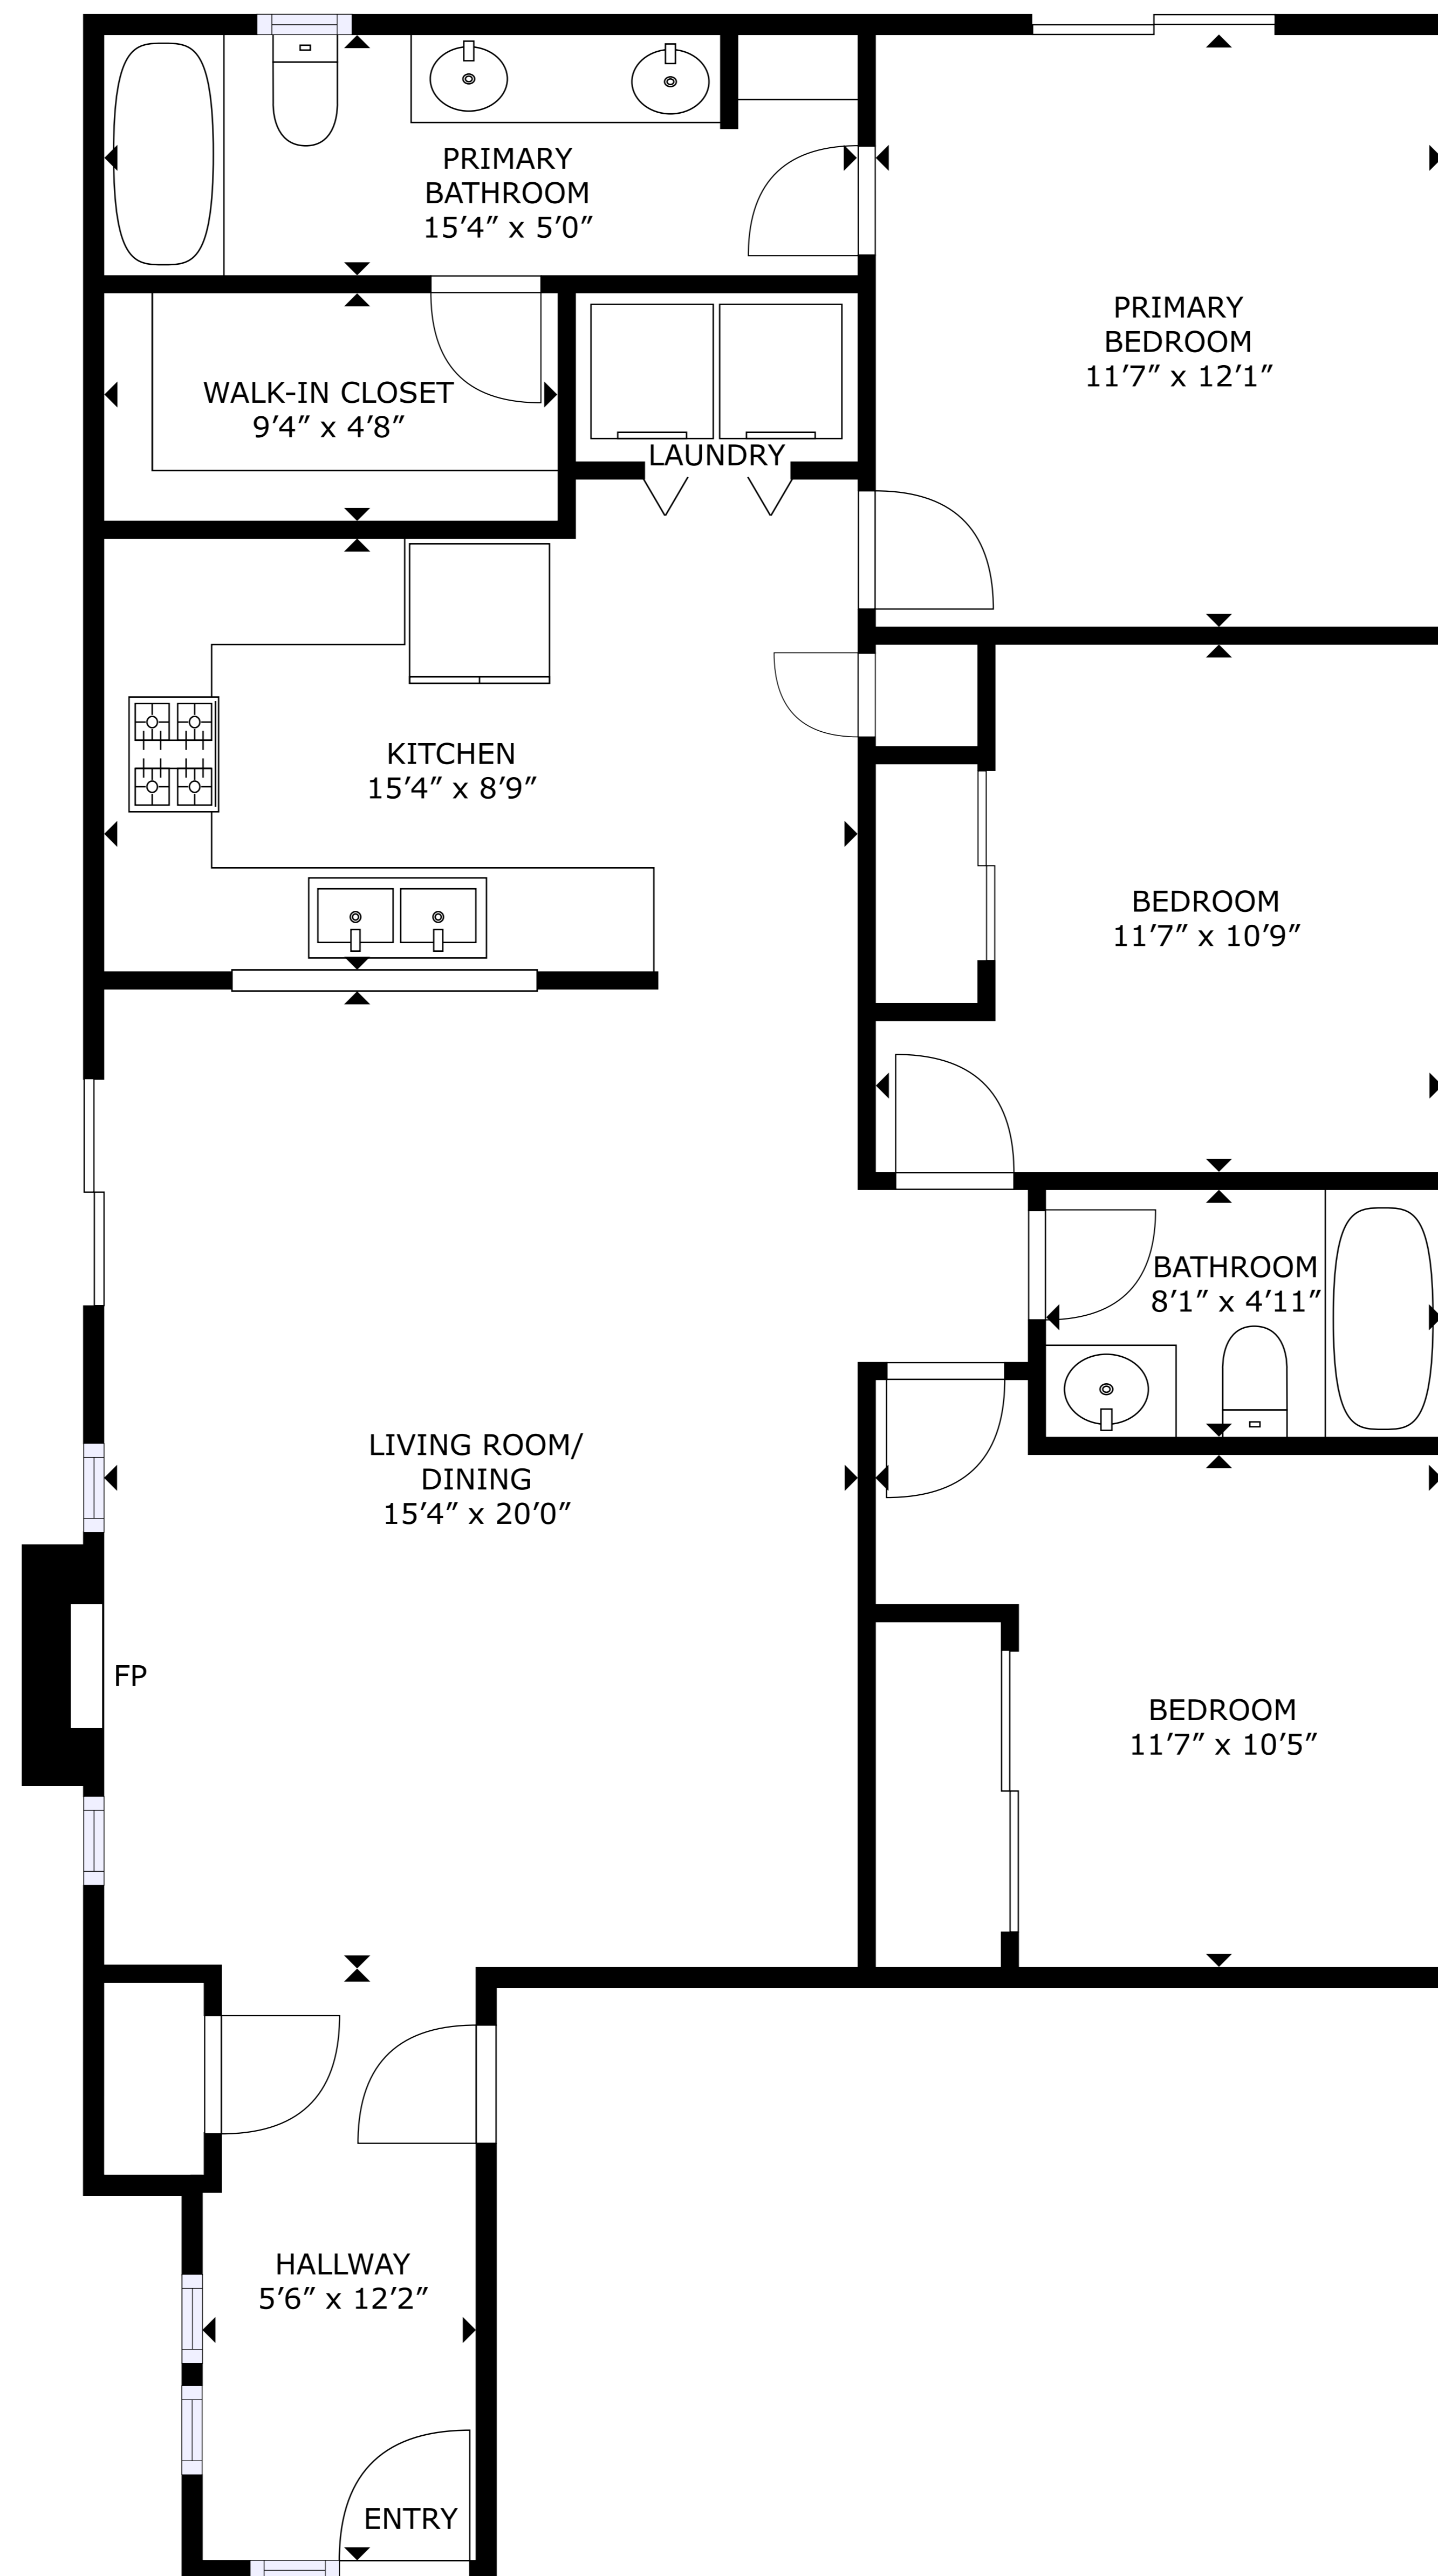 PRIMARY
BATHROOM
15′4″ x 5′0″
PRIMARY
BEDROOM
11′7″ x 12′1″
WALK-IN CLOSET
9′4″ x 4′8″
LAUNDRY
KITCHEN
15′4″ x 8′9″
BEDROOM
11′7″ x 10′9″
BATHROOM
8′1″ x 4′11″
LIVING ROOM/
DINING
15′4″ x 20′0″
FP
BEDROOM
11′7″ x 10′5″
HALLWAY
5′6″ x 12′2″
ENTRY